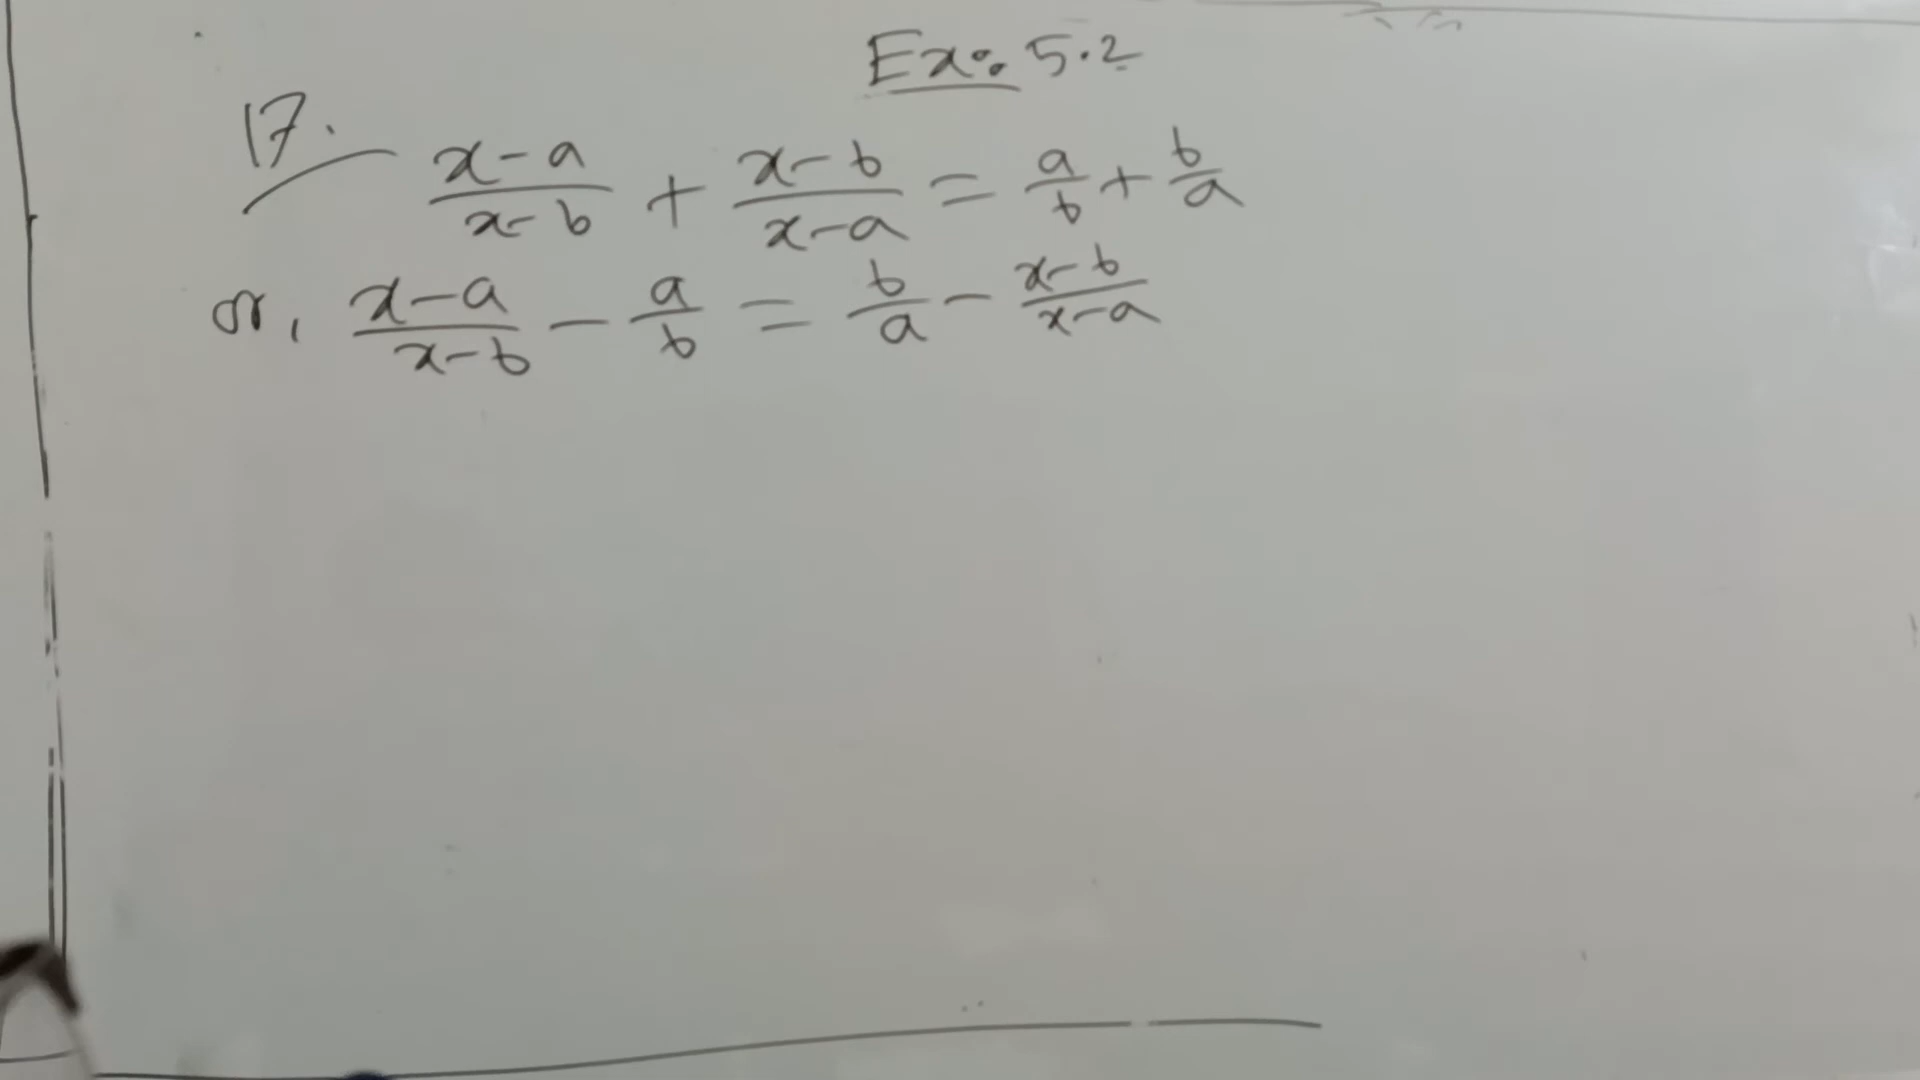 Ex: 5.2
17.
(x-a)/(x-b) + (x-b)/(x-a) = a/b + b/a
or, (x-a)/(x-b) - a/b = b/a - (x-b)/(x-a)